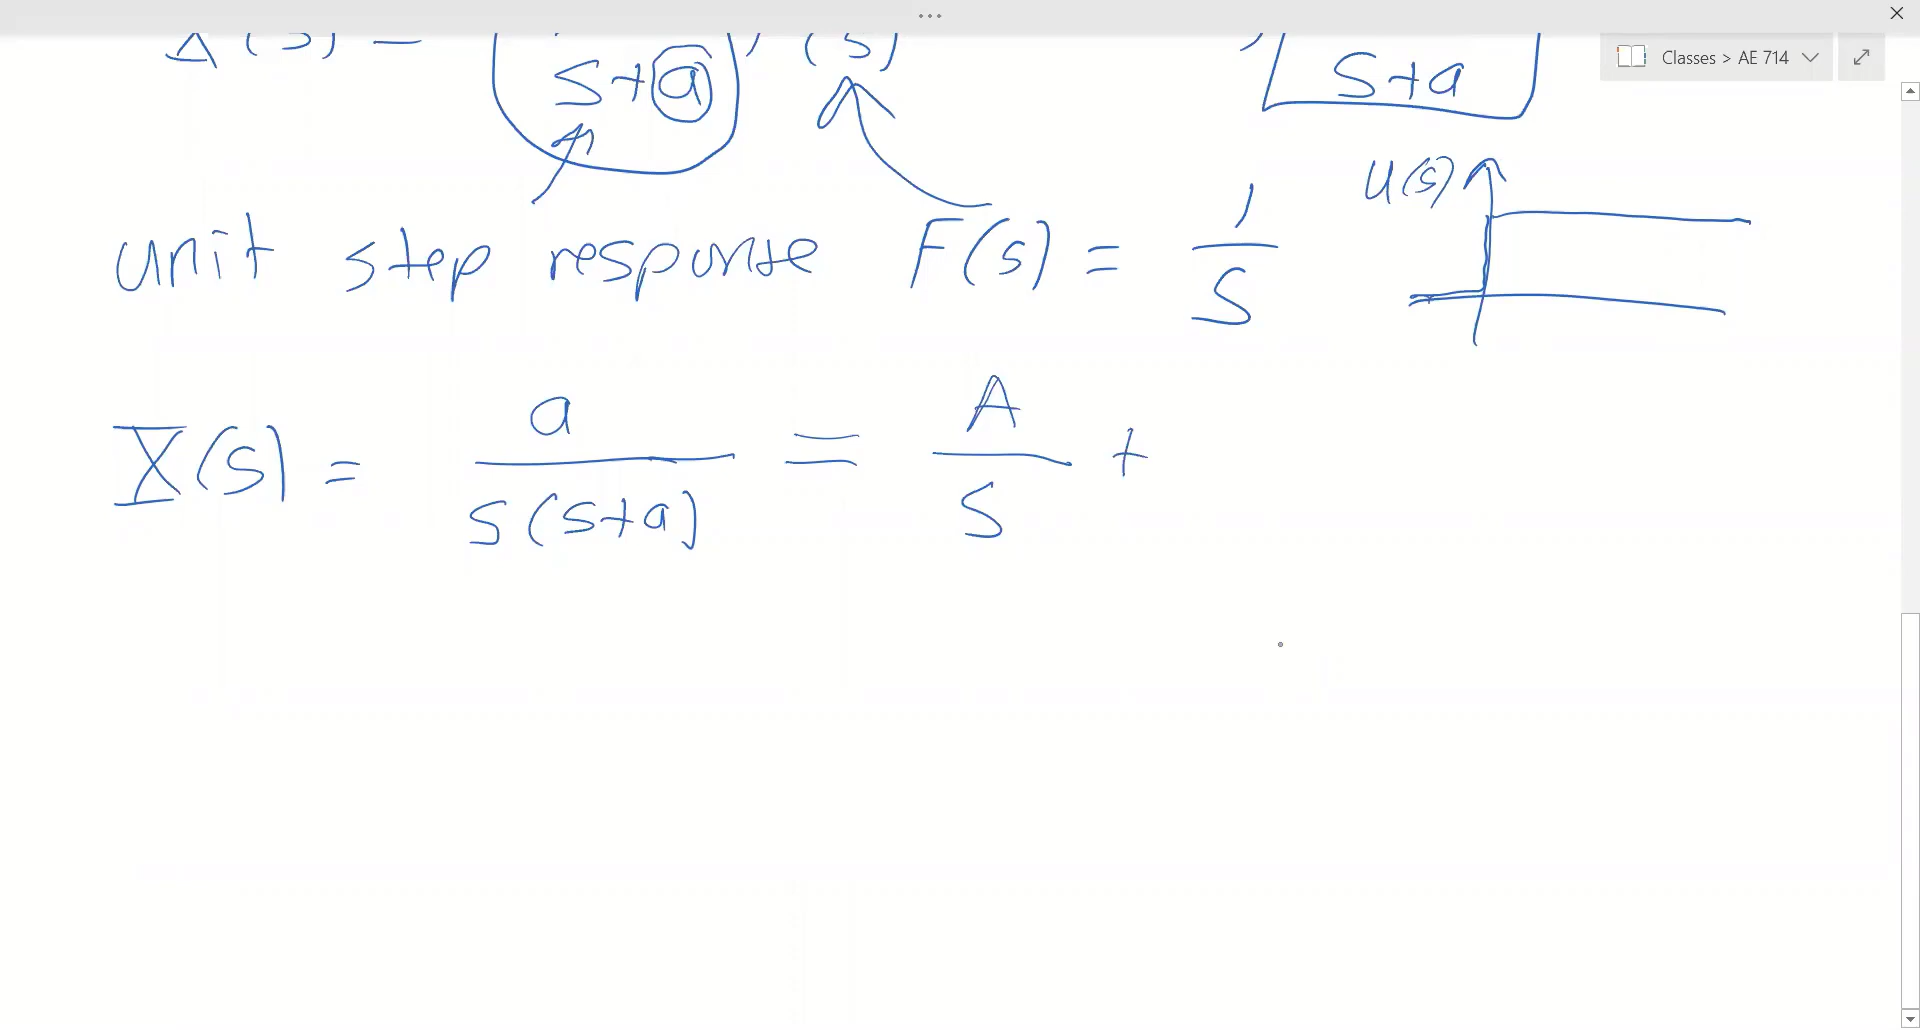 Classes > AE 714
X(s) = s+a (s) s+a
U(s)
unit step response F(s) = 1/s
X(s) = a/s(s+a) = A/s +